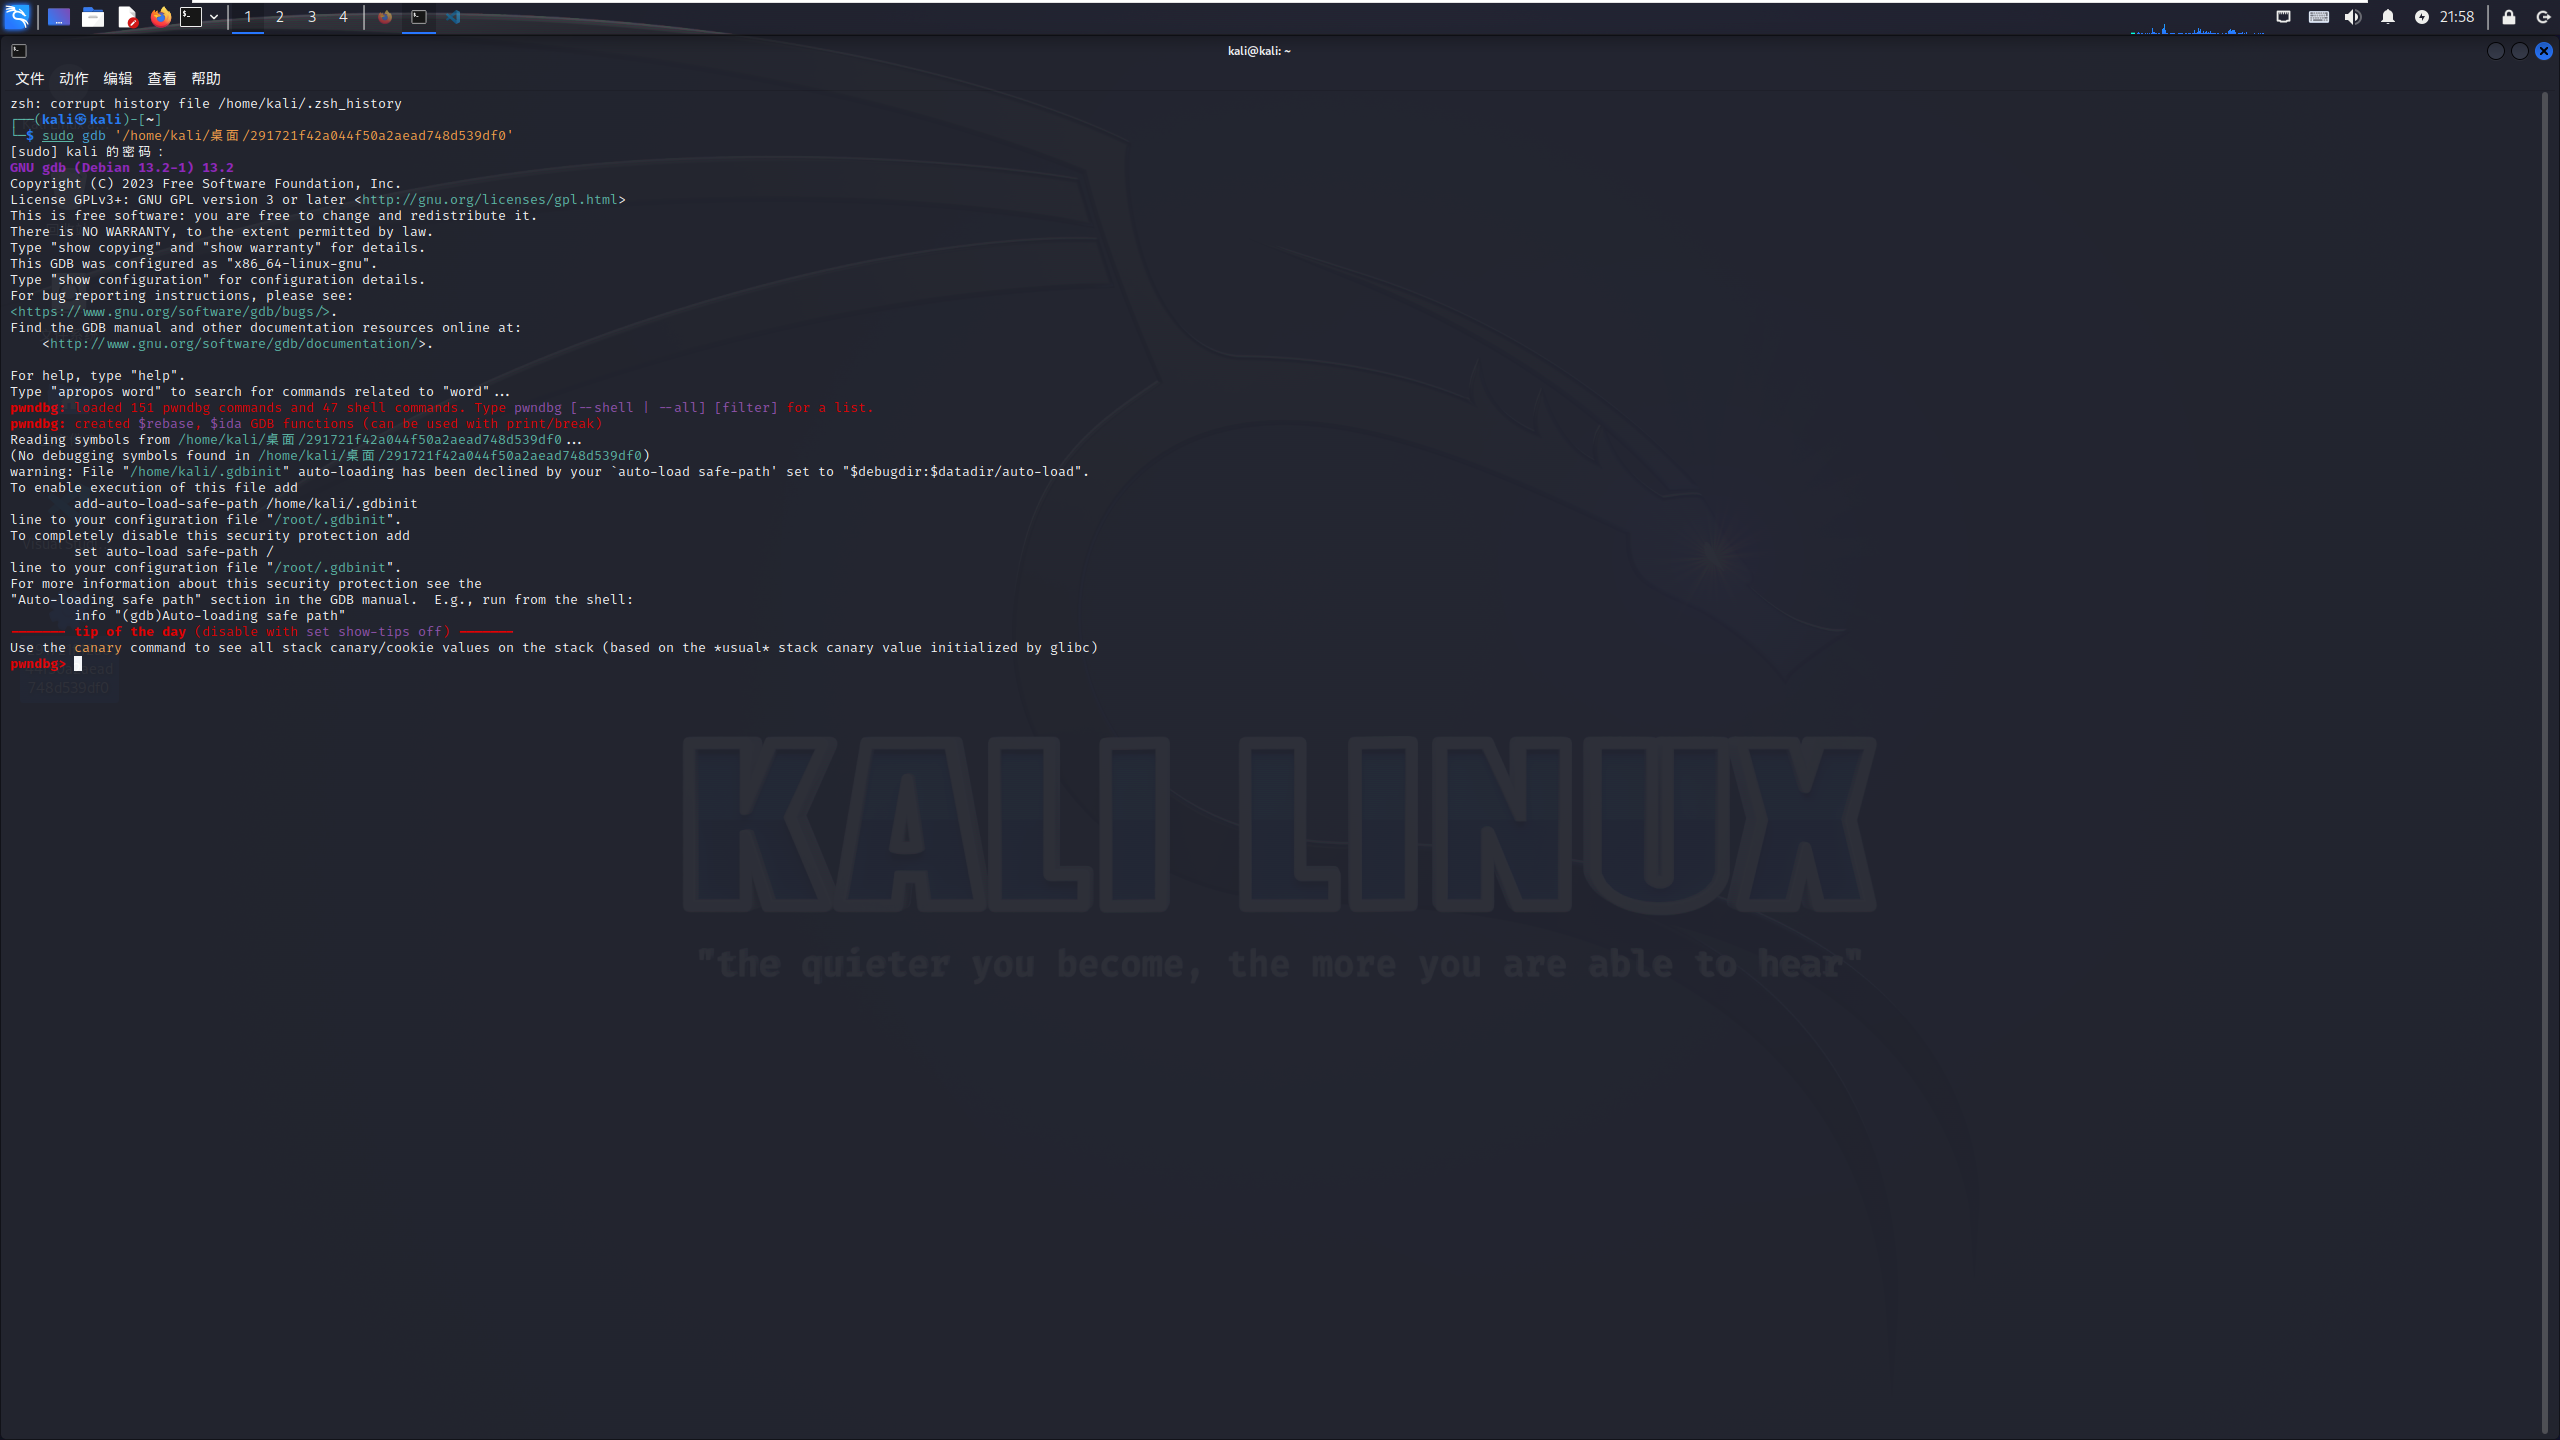 1 2 3 4 21:58
kali@kali: ~
文件 动作 编辑 查看 帮助
zsh: corrupt history file /home/kali/.zsh_history
┌──(kali㉿kali)-[~]
└─$ sudo gdb '/home/kali/桌面/291721f42a044f50a2aead748d539df0'
[sudo] kali 的密码：
GNU gdb (Debian 13.2-1) 13.2
Copyright (C) 2023 Free Software Foundation, Inc.
License GPLv3+: GNU GPL version 3 or later <http://gnu.org/licenses/gpl.html>
This is free software: you are free to change and redistribute it.
There is NO WARRANTY, to the extent permitted by law.
Type "show copying" and "show warranty" for details.
This GDB was configured as "x86_64-linux-gnu".
Type "show configuration" for configuration details.
For bug reporting instructions, please see:
<https://www.gnu.org/software/gdb/bugs/>.
Find the GDB manual and other documentation resources online at:
    <http://www.gnu.org/software/gdb/documentation/>.
For help, type "help".
Type "apropos word" to search for commands related to "word"...
pwndbg: loaded 151 pwndbg commands and 47 shell commands. Type pwndbg [--shell | --all] [filter] for a list.
pwndbg: created $rebase, $ida GDB functions (can be used with print/break)
Reading symbols from /home/kali/桌面/291721f42a044f50a2aead748d539df0...
(No debugging symbols found in /home/kali/桌面/291721f42a044f50a2aead748d539df0)
warning: File "/home/kali/.gdbinit" auto-loading has been declined by your `auto-load safe-path' set to "$debugdir:$datadir/auto-load".
To enable execution of this file add
        add-auto-load-safe-path /home/kali/.gdbinit
line to your configuration file "/root/.gdbinit".
To completely disable this security protection add
        set auto-load safe-path /
line to your configuration file "/root/.gdbinit".
For more information about this security protection see the
"Auto-loading safe path" section in the GDB manual.  E.g., run from the shell:
        info "(gdb)Auto-loading safe path"
------- tip of the day (disable with set show-tips off) -------
Use the canary command to see all stack canary/cookie values on the stack (based on the *usual* stack canary value initialized by glibc)
pwndbg>
748d539df0
KALI LINUX
"the quieter you become, the more you are able to hear"